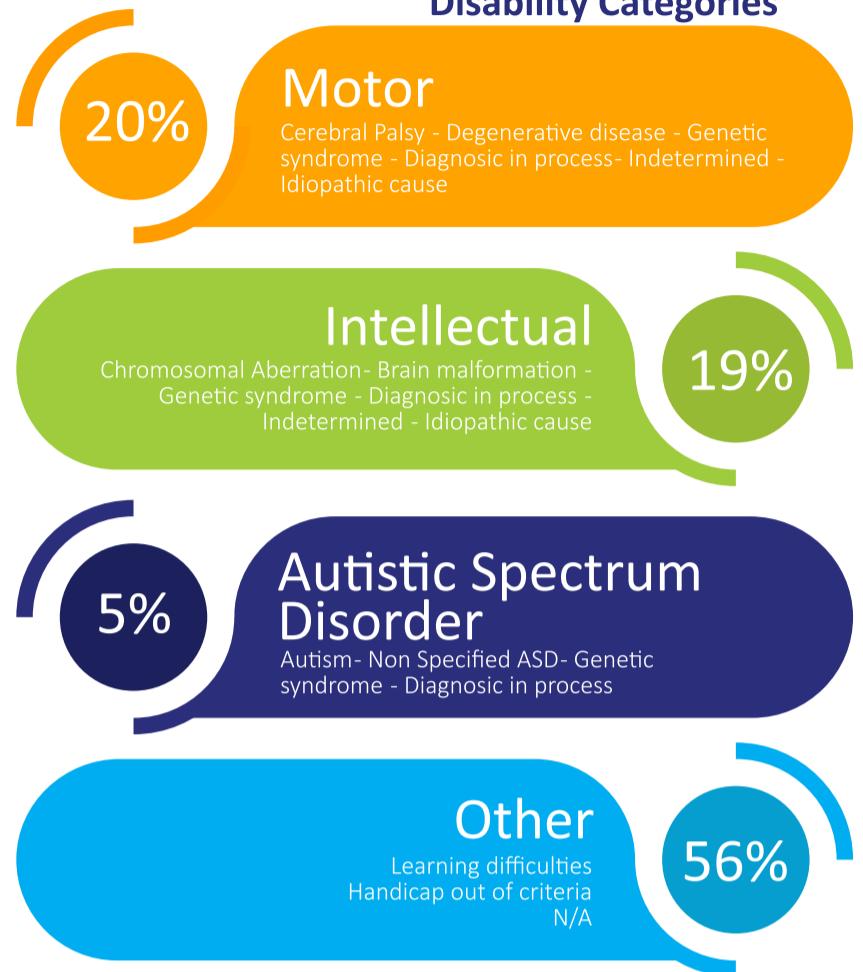 Disability Categories
20%
Motor
Cerebral Palsy - Degenerative disease - Genetic
syndrome - Diagnosic in process- Indetermined -
Idiopathic cause
Intellectual
Chromosomal Aberration- Brain malformation -
Genetic syndrome - Diagnosic in process -
Indetermined - Idiopathic cause
19%
5%
Autistic Spectrum
Disorder
Autism- Non Specified ASD- Genetic
syndrome - Diagnosic in process
Other
Learning difficulties
Handicap out of criteria
N/A
56%